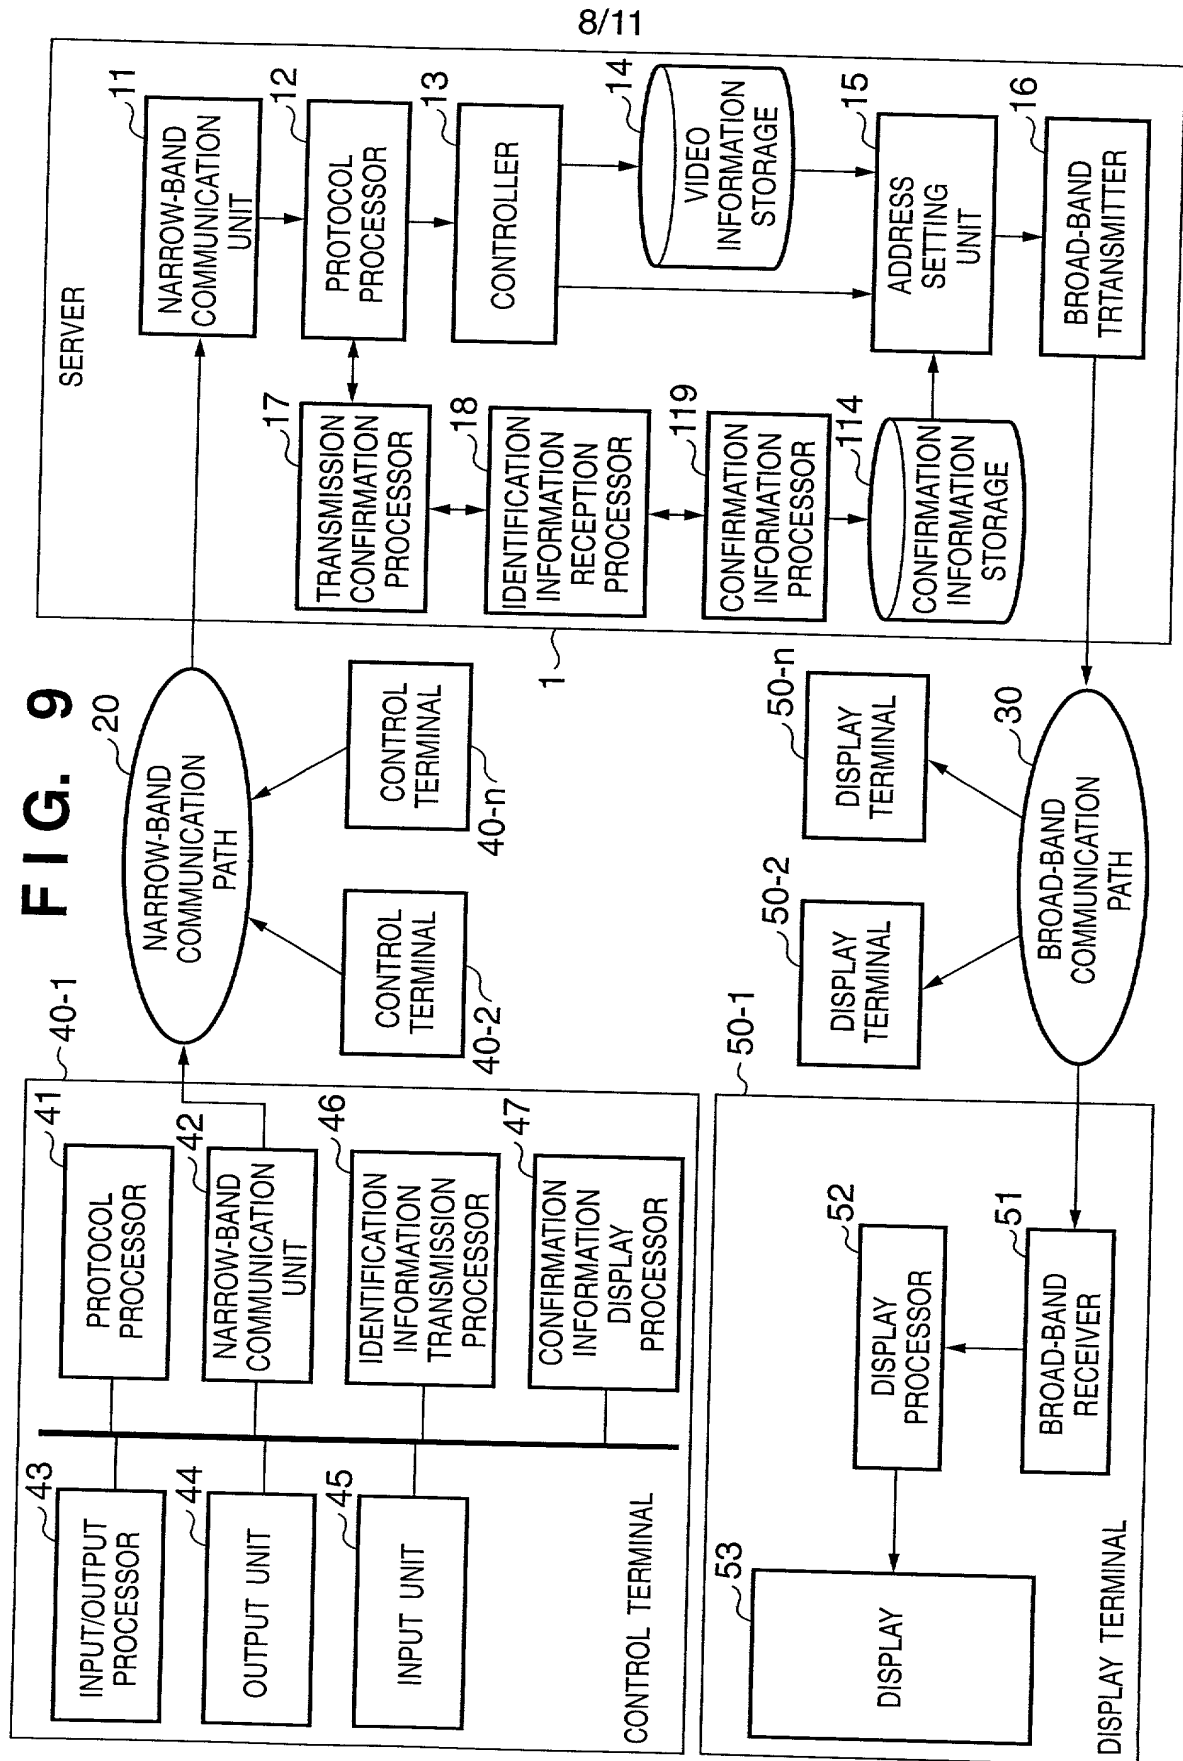 8/11
FIG. 9
SERVER
11
NARROW-BAND
COMMUNICATION
UNIT
12
PROTOCOL
PROCESSOR
13
CONTROLLER
14
VIDEO
INFORMATION
STORAGE
15
ADDRESS
SETTING
UNIT
16
BROAD-BAND
TRTANSMITTER
17
TRANSMISSION
CONFIRMATION
PROCESSOR
18
IDENTIFICATION
INFORMATION
RECEPTION
PROCESSOR
119
CONFIRMATION
INFORMATION
PROCESSOR
114
CONFIRMATION
INFORMATION
STORAGE
1
20
NARROW-BAND
COMMUNICATION
PATH
CONTROL
TERMINAL
40-n
CONTROL
TERMINAL
40-2
50-n
DISPLAY
TERMINAL
50-2
DISPLAY
TERMINAL
30
BROAD-BAND
COMMUNICATION
PATH
40-1
41
PROTOCOL
PROCESSOR
42
NARROW-BAND
COMMUNICATION
UNIT
46
IDENTIFICATION
INFORMATION
TRANSMISSION
PROCESSOR
47
CONFIRMATION
INFORMATION
DISPLAY
PROCESSOR
43
INPUT/OUTPUT
PROCESSOR
44
OUTPUT UNIT
45
INPUT UNIT
CONTROL TERMINAL
50-1
52
DISPLAY
PROCESSOR
51
BROAD-BAND
RECEIVER
53
DISPLAY
DISPLAY TERMINAL